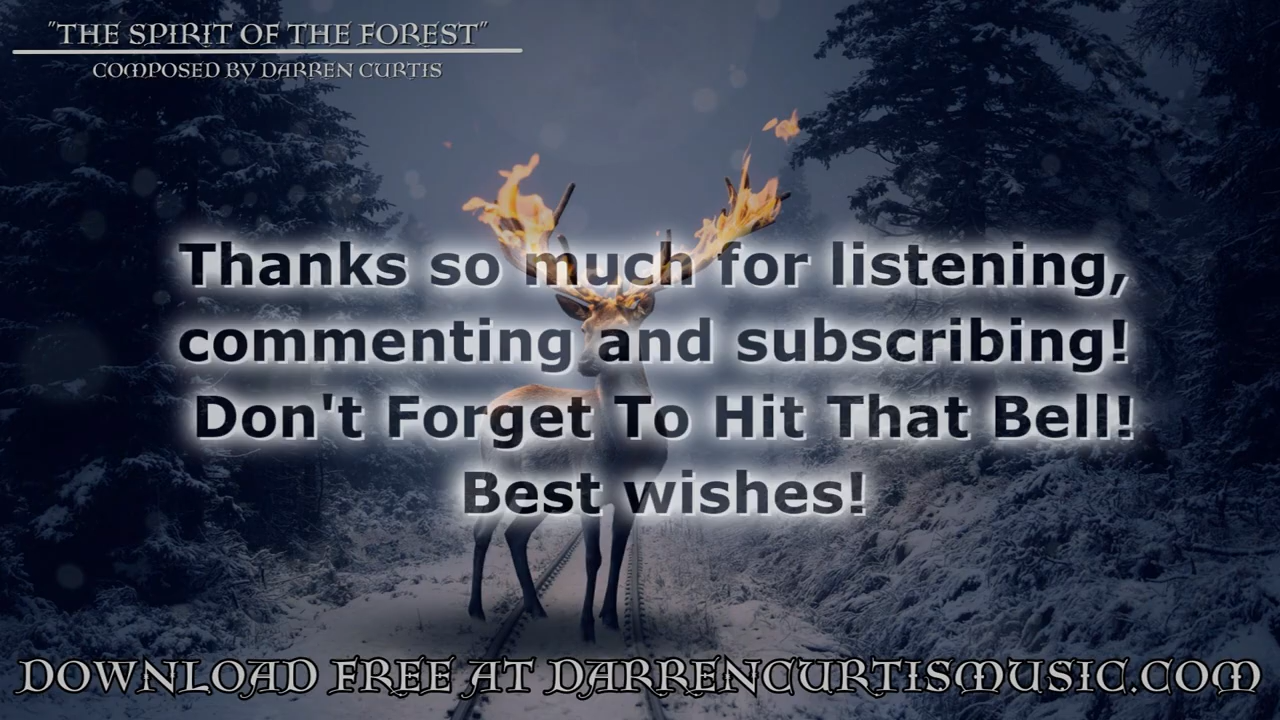 "THE SPIRIT OF THE FOREST"
COMPOSED BY DARREN CURTIS
Thanks so much for listening,
commenting and subscribing!
Don't Forget To Hit That Bell!
Best wishes!
DOWNLOAD FREE AT DARRENCURTISMUSIC.COM